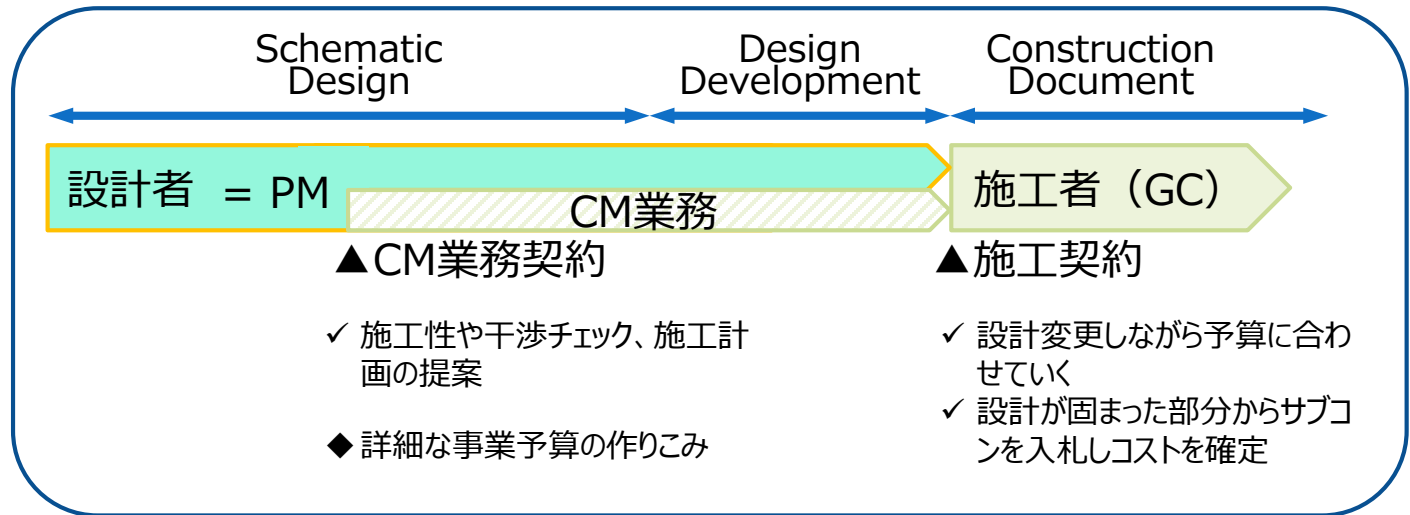 Schematic
Design
Design
Development
Construction
Document
設計者 = PM
CM業務
施工者（GC）
▲CM業務契約
▲施工契約
✓ 施工性や干渉チェック、施工計
画の提案
◆ 詳細な事業予算の作りこみ
✓ 設計変更しながら予算に合わ
せていく
✓ 設計が固まった部分からサブコ
ンを入札しコストを確定